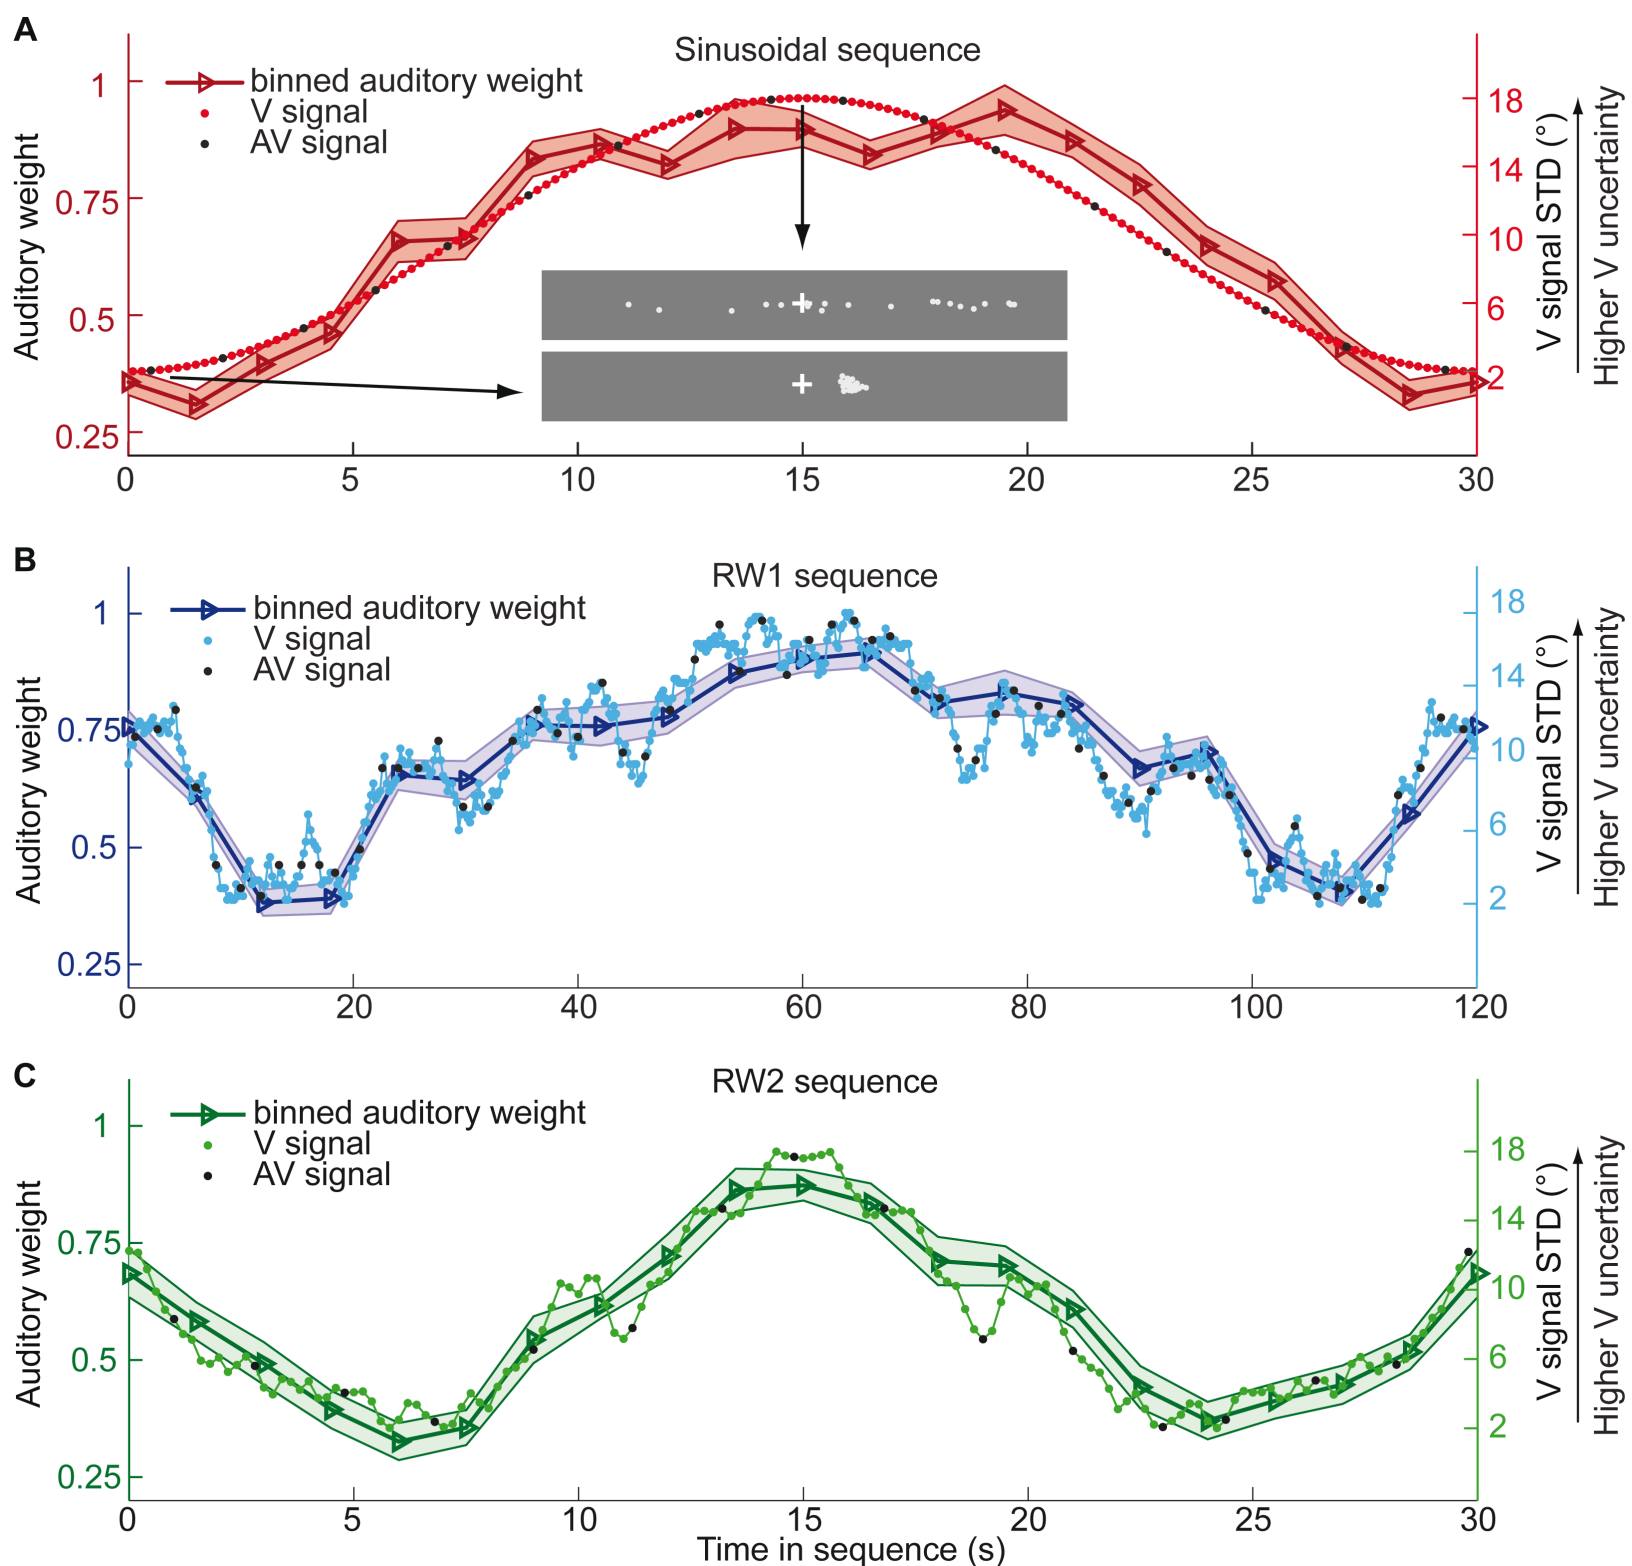 A
Sinusoidal sequence
binned auditory weight
V signal
AV signal
Auditory weight
1
0.75
0.5
0.25
18
14
10
6
2
V signal STD (°)
Higher V uncertainty
0 5 10 15 20 25 30
B
RW1 sequence
binned auditory weight
V signal
AV signal
Auditory weight
1
0.75
0.5
0.25
18
14
10
6
2
V signal STD (°)
Higher V uncertainty
0 20 40 60 80 100 120
C
RW2 sequence
binned auditory weight
V signal
AV signal
Auditory weight
1
0.75
0.5
0.25
18
14
10
6
2
V signal STD (°)
Higher V uncertainty
0 5 10 15 20 25 30
Time in sequence (s)